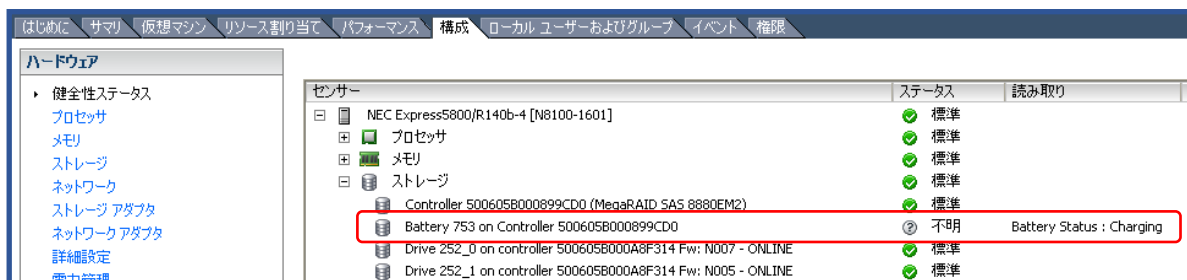 はじめに サマリ 仮想マシン リソース割り当て パフォーマンス 構成 ローカル ユーザーおよびグループ イベント 権限
ハードウェア
健全性ステータス
プロセッサ
メモリ
ストレージ
ネットワーク
ストレージ アダプタ
ネットワーク アダプタ
詳細設定
電力管理
センサー ステータス 読み取り
NEC Express5800/R140b-4 [N8100-1601] 標準
プロセッサ 標準
メモリ 標準
ストレージ 標準
Controller 500605B000899CD0 (MegaRAID SAS 8880EM2) 標準
Battery 753 on Controller 500605B000899CD0 不明 Battery Status : Charging
Drive 252_0 on controller 500605B000A8F314 Fw: N007 - ONLINE 標準
Drive 252_1 on controller 500605B000A8F314 Fw: N005 - ONLINE 標準